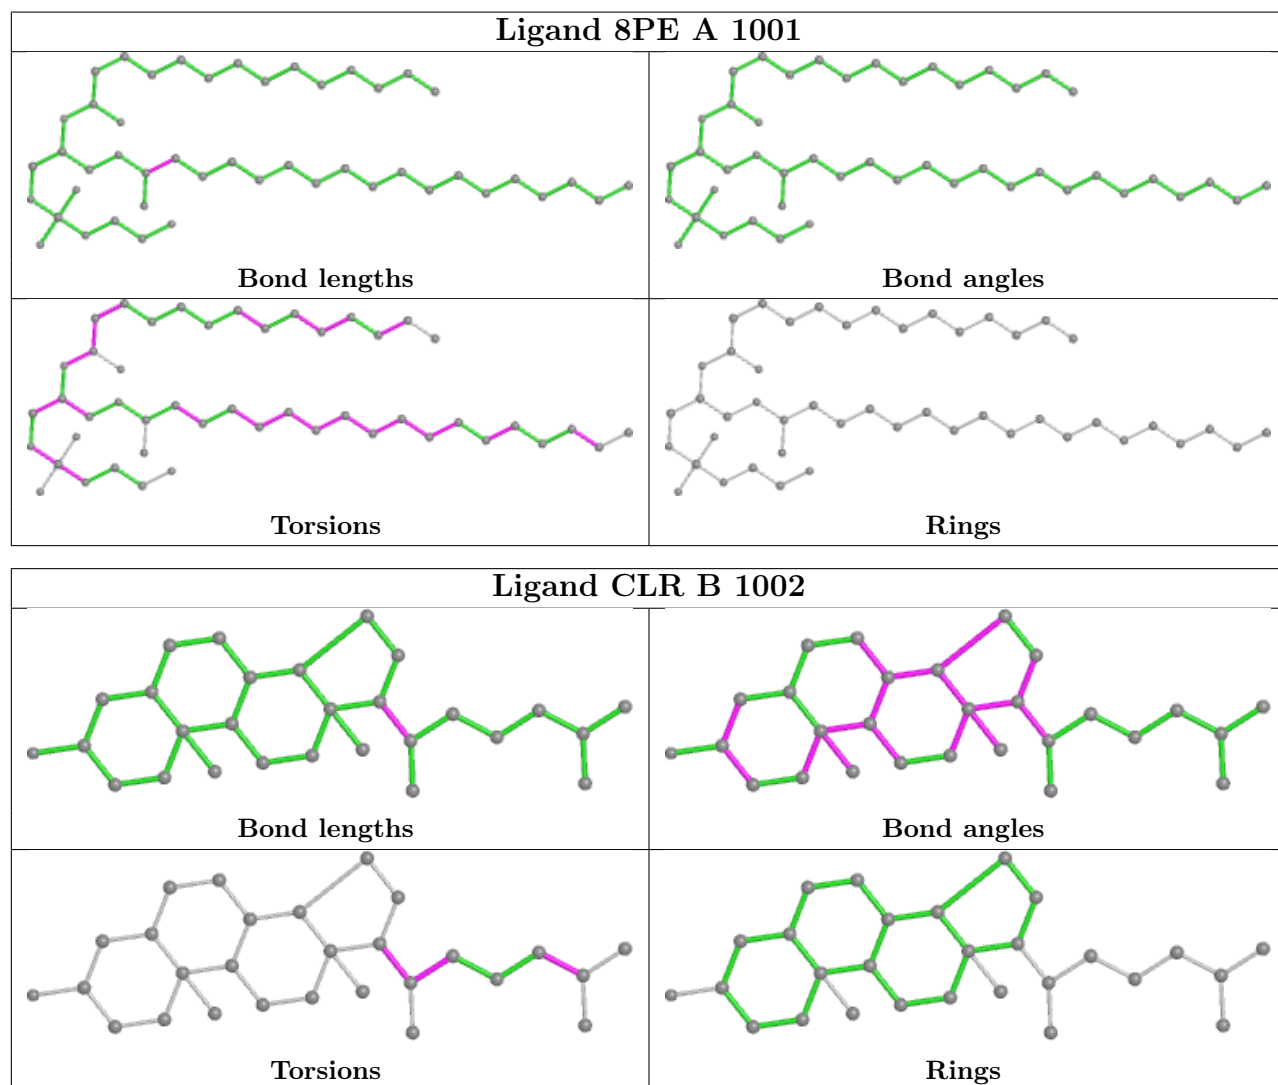 Ligand 8PE A 1001
Bond lengths
Bond angles
Torsions
Rings
Ligand CLR B 1002
Bond lengths
Bond angles
Torsions
Rings